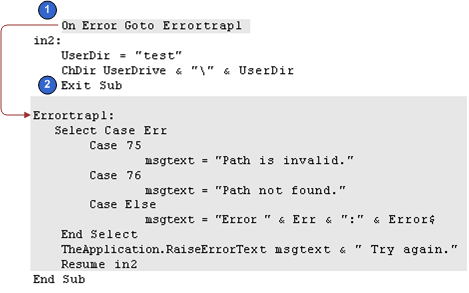 1
On Error Goto Errortrap1
in2:
UserDir = "test"
ChDir UserDrive & "\" & UserDir
2 Exit Sub
Errortrap1:
Select Case Err
Case 75
msgtext = "Path is invalid."
Case 76
msgtext = "Path not found."
Case Else
msgtext = "Error " & Err & ":" & Error$
End Select
TheApplication.RaiseErrorText msgtext & " Try again."
Resume in2
End Sub